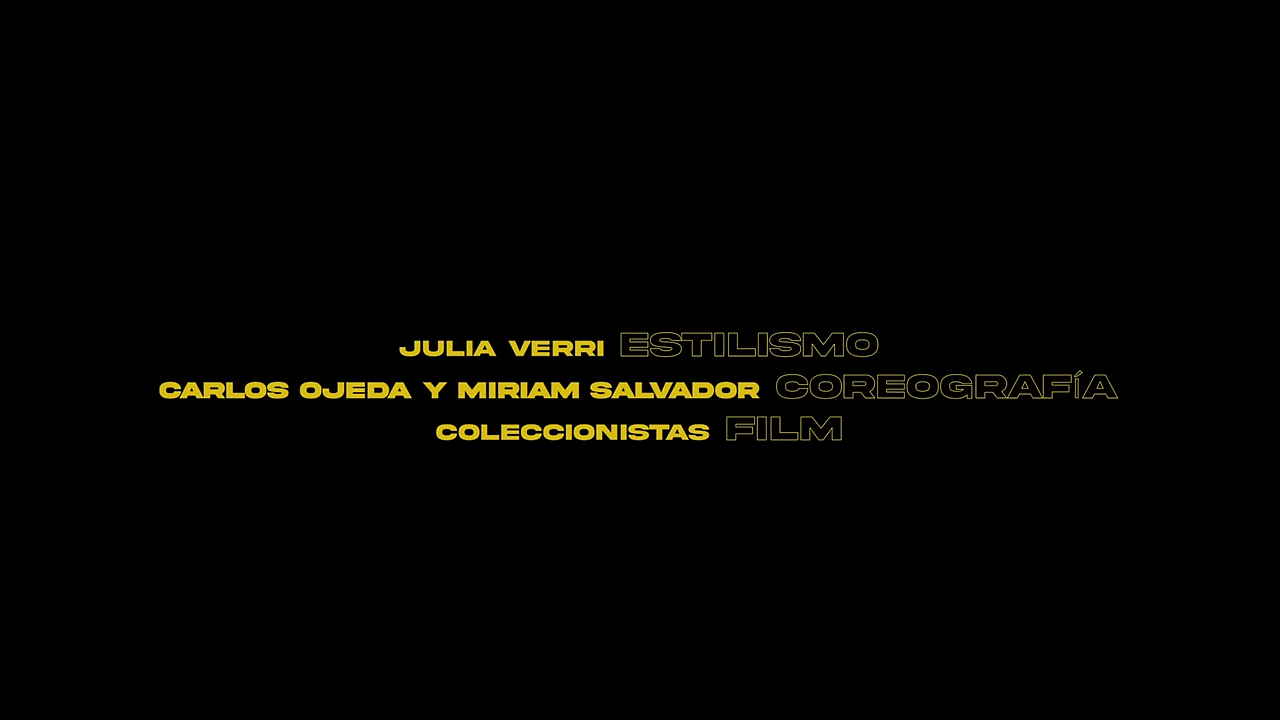 JULIA VERRI ESTILISMO
CARLOS OJEDA Y MIRIAM SALVADOR COREOGRAFÍA
COLECCIONISTAS FILM